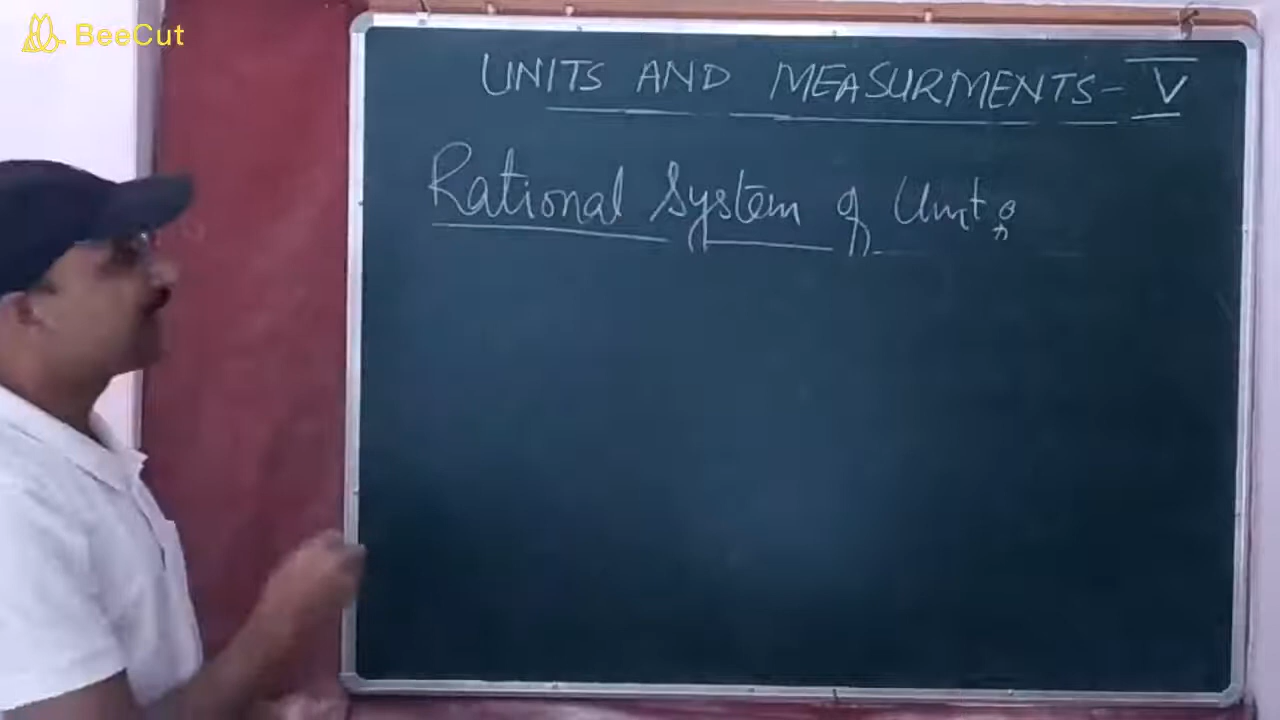 BeeCut
UNITS AND MEASURMENTS - V
Rational System of Units